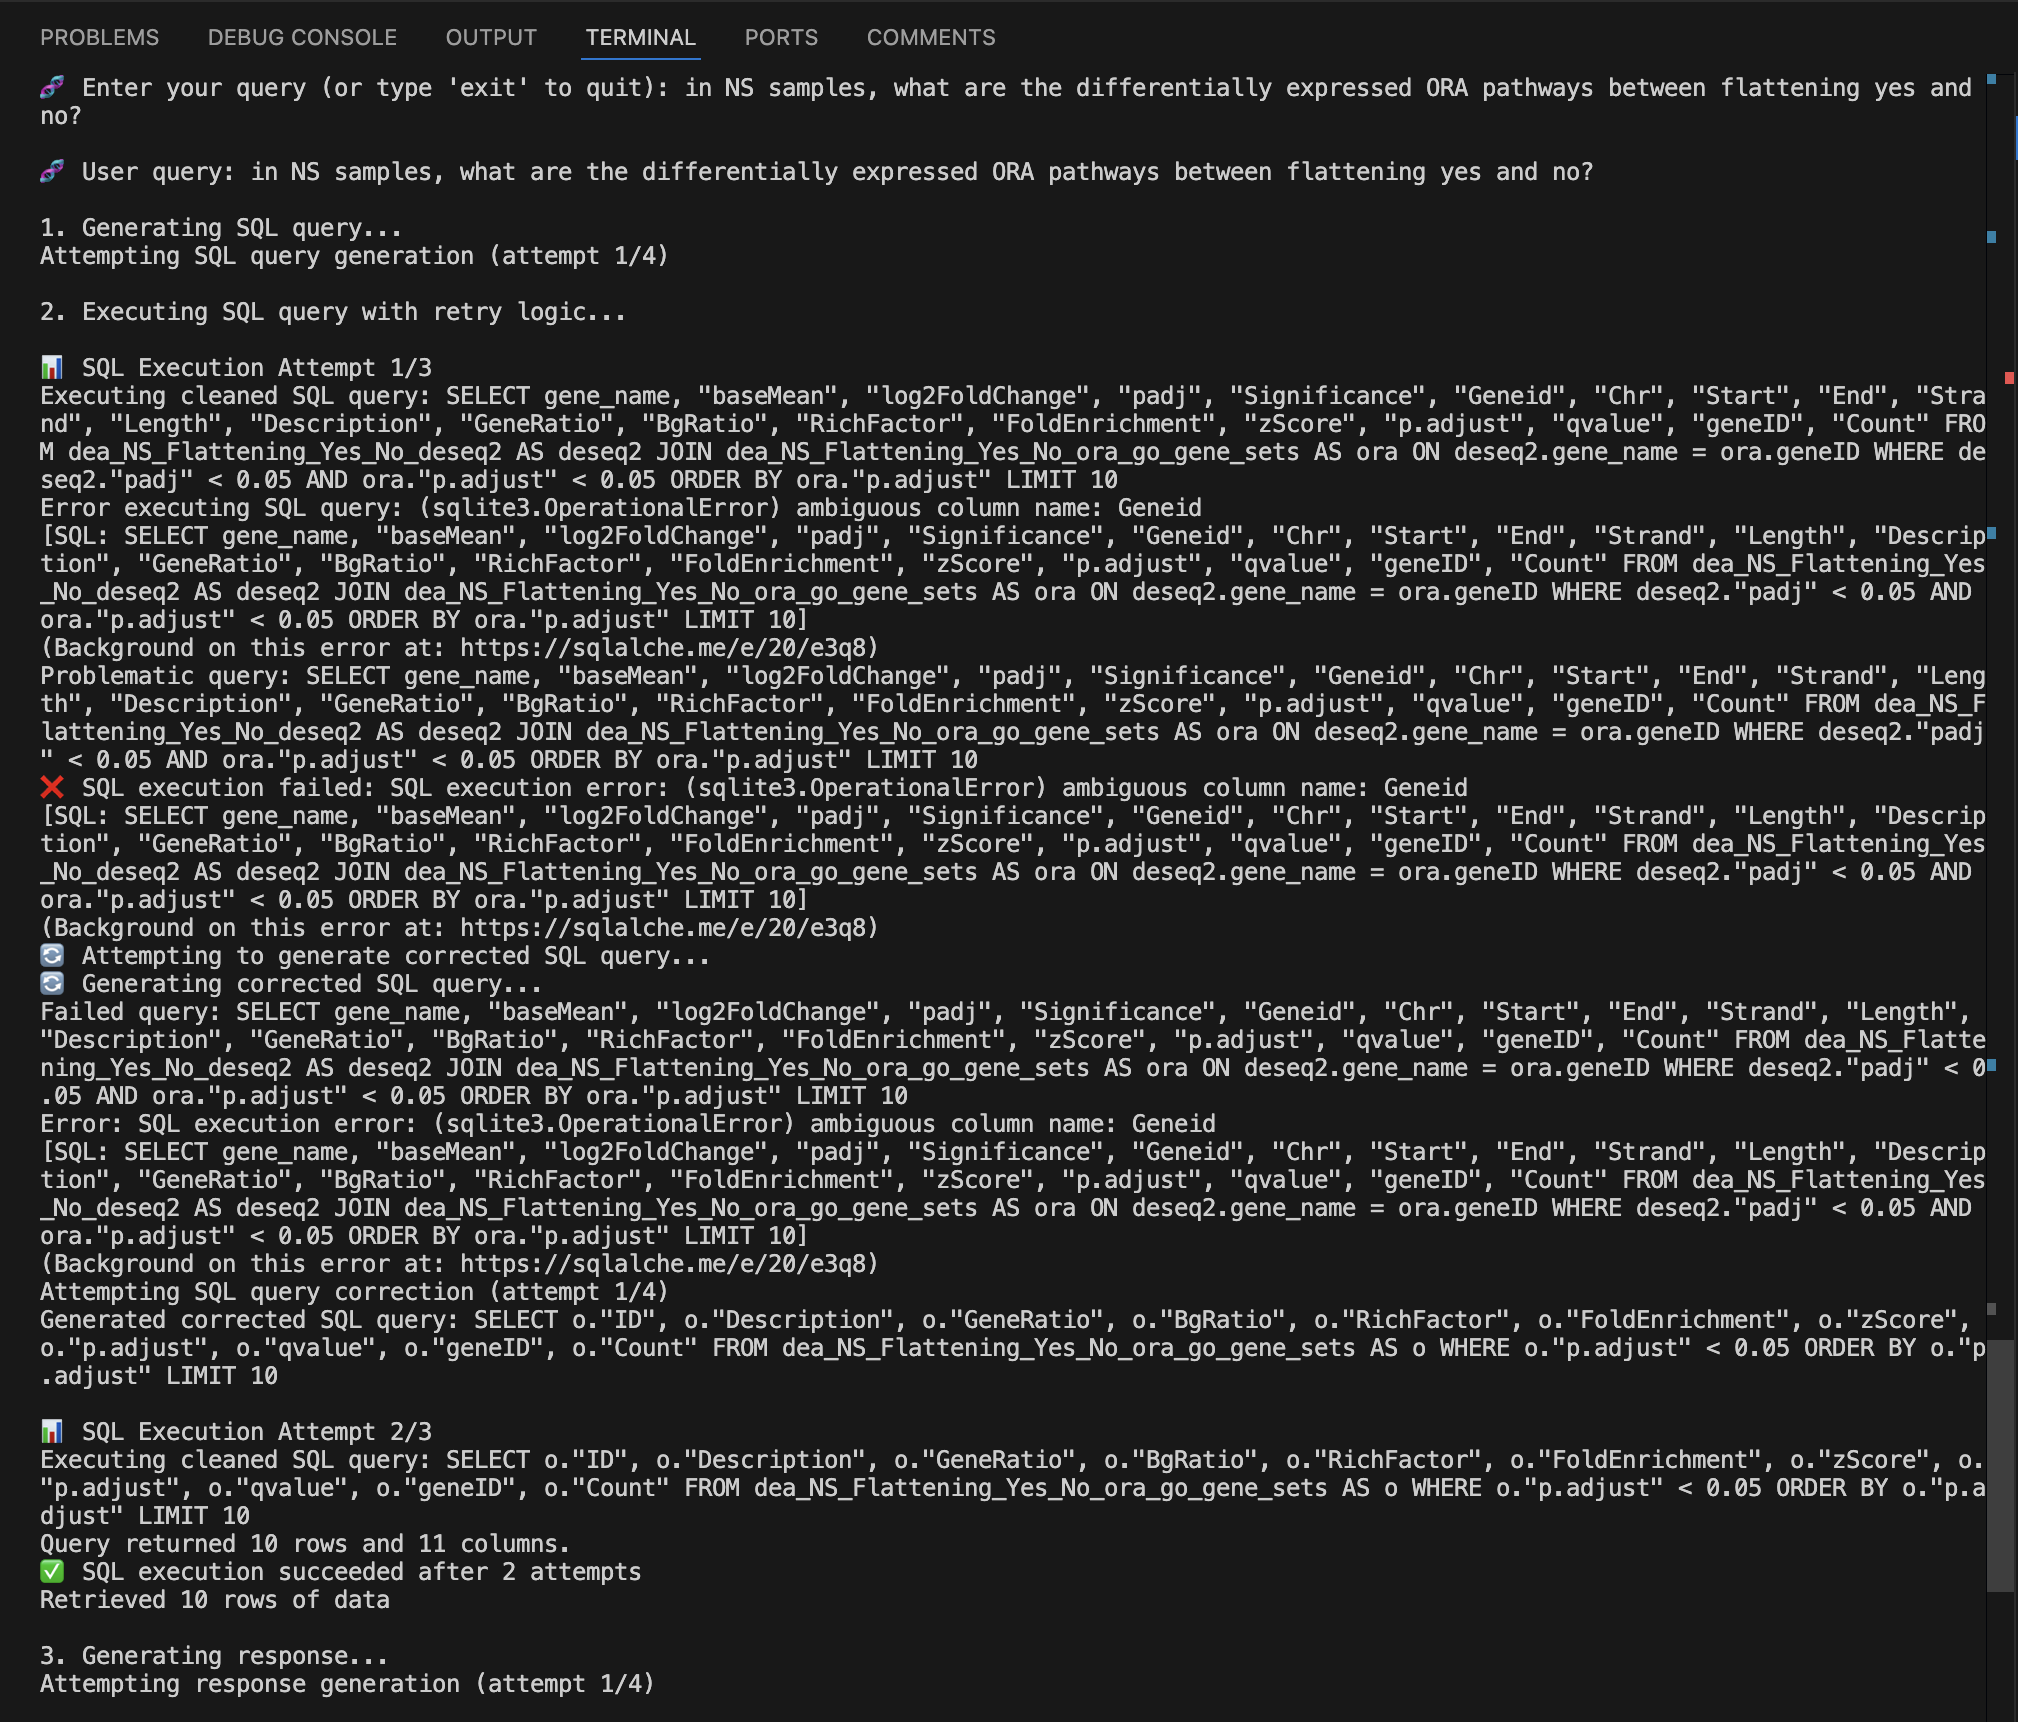 PROBLEMS DEBUG CONSOLE OUTPUT TERMINAL PORTS COMMENTS
🧬 Enter your query (or type 'exit' to quit): in NS samples, what are the differentially expressed ORA pathways between flattening yes and
no?
🧬 User query: in NS samples, what are the differentially expressed ORA pathways between flattening yes and no?
1. Generating SQL query...
Attempting SQL query generation (attempt 1/4)
2. Executing SQL query with retry logic...
📊 SQL Execution Attempt 1/3
Executing cleaned SQL query: SELECT gene_name, "baseMean", "log2FoldChange", "padj", "Significance", "Geneid", "Chr", "Start", "End", "Stra
nd", "Length", "Description", "GeneRatio", "BgRatio", "RichFactor", "FoldEnrichment", "zScore", "p.adjust", "qvalue", "geneID", "Count" FRO
M dea_NS_Flattening_Yes_No_deseq2 AS deseq2 JOIN dea_NS_Flattening_Yes_No_ora_go_gene_sets AS ora ON deseq2.gene_name = ora.geneID WHERE de
seq2."padj" < 0.05 AND ora."p.adjust" < 0.05 ORDER BY ora."p.adjust" LIMIT 10
Error executing SQL query: (sqlite3.OperationalError) ambiguous column name: Geneid
[SQL: SELECT gene_name, "baseMean", "log2FoldChange", "padj", "Significance", "Geneid", "Chr", "Start", "End", "Strand", "Length", "Descrip
tion", "GeneRatio", "BgRatio", "RichFactor", "FoldEnrichment", "zScore", "p.adjust", "qvalue", "geneID", "Count" FROM dea_NS_Flattening_Yes
_No_deseq2 AS deseq2 JOIN dea_NS_Flattening_Yes_No_ora_go_gene_sets AS ora ON deseq2.gene_name = ora.geneID WHERE deseq2."padj" < 0.05 AND
ora."p.adjust" < 0.05 ORDER BY ora."p.adjust" LIMIT 10]
(Background on this error at: https://sqlalche.me/e/20/e3q8)
Problematic query: SELECT gene_name, "baseMean", "log2FoldChange", "padj", "Significance", "Geneid", "Chr", "Start", "End", "Strand", "Leng
th", "Description", "GeneRatio", "BgRatio", "RichFactor", "FoldEnrichment", "zScore", "p.adjust", "qvalue", "geneID", "Count" FROM dea_NS_F
lattening_Yes_No_deseq2 AS deseq2 JOIN dea_NS_Flattening_Yes_No_ora_go_gene_sets AS ora ON deseq2.gene_name = ora.geneID WHERE deseq2."padj
" < 0.05 AND ora."p.adjust" < 0.05 ORDER BY ora."p.adjust" LIMIT 10
❌ SQL execution failed: SQL execution error: (sqlite3.OperationalError) ambiguous column name: Geneid
[SQL: SELECT gene_name, "baseMean", "log2FoldChange", "padj", "Significance", "Geneid", "Chr", "Start", "End", "Strand", "Length", "Descrip
tion", "GeneRatio", "BgRatio", "RichFactor", "FoldEnrichment", "zScore", "p.adjust", "qvalue", "geneID", "Count" FROM dea_NS_Flattening_Yes
_No_deseq2 AS deseq2 JOIN dea_NS_Flattening_Yes_No_ora_go_gene_sets AS ora ON deseq2.gene_name = ora.geneID WHERE deseq2."padj" < 0.05 AND
ora."p.adjust" < 0.05 ORDER BY ora."p.adjust" LIMIT 10]
(Background on this error at: https://sqlalche.me/e/20/e3q8)
🔄 Attempting to generate corrected SQL query...
🔄 Generating corrected SQL query...
Failed query: SELECT gene_name, "baseMean", "log2FoldChange", "padj", "Significance", "Geneid", "Chr", "Start", "End", "Strand", "Length",
"Description", "GeneRatio", "BgRatio", "RichFactor", "FoldEnrichment", "zScore", "p.adjust", "qvalue", "geneID", "Count" FROM dea_NS_Flatte
ning_Yes_No_deseq2 AS deseq2 JOIN dea_NS_Flattening_Yes_No_ora_go_gene_sets AS ora ON deseq2.gene_name = ora.geneID WHERE deseq2."padj" < 0
.05 AND ora."p.adjust" < 0.05 ORDER BY ora."p.adjust" LIMIT 10
Error: SQL execution error: (sqlite3.OperationalError) ambiguous column name: Geneid
[SQL: SELECT gene_name, "baseMean", "log2FoldChange", "padj", "Significance", "Geneid", "Chr", "Start", "End", "Strand", "Length", "Descrip
tion", "GeneRatio", "BgRatio", "RichFactor", "FoldEnrichment", "zScore", "p.adjust", "qvalue", "geneID", "Count" FROM dea_NS_Flattening_Yes
_No_deseq2 AS deseq2 JOIN dea_NS_Flattening_Yes_No_ora_go_gene_sets AS ora ON deseq2.gene_name = ora.geneID WHERE deseq2."padj" < 0.05 AND
ora."p.adjust" < 0.05 ORDER BY ora."p.adjust" LIMIT 10]
(Background on this error at: https://sqlalche.me/e/20/e3q8)
Attempting SQL query correction (attempt 1/4)
Generated corrected SQL query: SELECT o."ID", o."Description", o."GeneRatio", o."BgRatio", o."RichFactor", o."FoldEnrichment", o."zScore",
o."p.adjust", o."qvalue", o."geneID", o."Count" FROM dea_NS_Flattening_Yes_No_ora_go_gene_sets AS o WHERE o."p.adjust" < 0.05 ORDER BY o."p
.adjust" LIMIT 10
📊 SQL Execution Attempt 2/3
Executing cleaned SQL query: SELECT o."ID", o."Description", o."GeneRatio", o."BgRatio", o."RichFactor", o."FoldEnrichment", o."zScore", o.
"p.adjust", o."qvalue", o."geneID", o."Count" FROM dea_NS_Flattening_Yes_No_ora_go_gene_sets AS o WHERE o."p.adjust" < 0.05 ORDER BY o."p.a
djust" LIMIT 10
Query returned 10 rows and 11 columns.
✅ SQL execution succeeded after 2 attempts
Retrieved 10 rows of data
3. Generating response...
Attempting response generation (attempt 1/4)